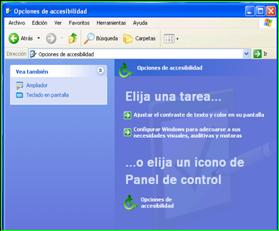 Opciones de accesibilidad
Archivo Edición Ver Favoritos Herramientas Ayuda
Atrás Búsqueda Carpetas
Dirección Opciones de accesibilidad Ir
Vea también
Ampliador
Teclado en pantalla
Opciones de accesibilidad
Elija una tarea...
Ajustar el contraste de texto y color en su pantalla
Configurar Windows para adecuarse a sus
necesidades visuales, auditivas y motoras
...o elija un icono de
Panel de control
Opciones de
accesibilidad